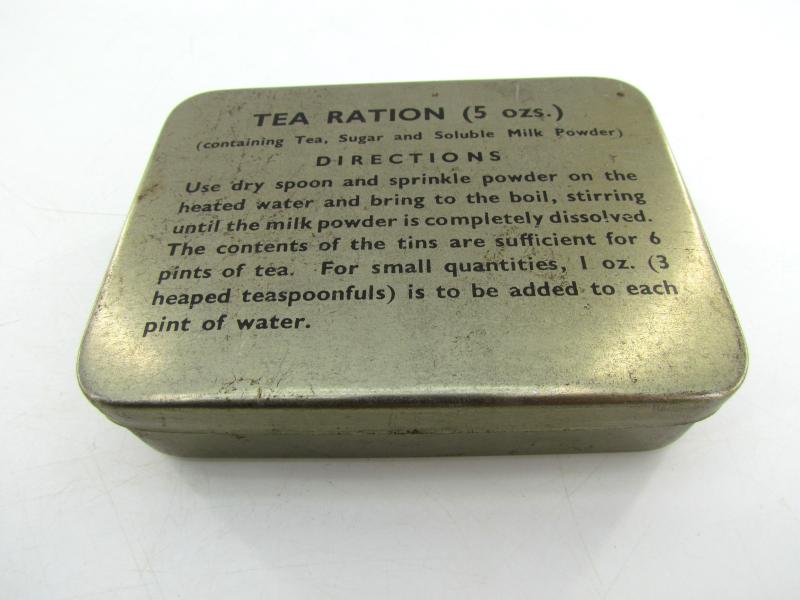 TEA RATION (5 ozs.)
(containing Tea, Sugar and Soluble Milk Powder)
DIRECTIONS
Use dry spoon and sprinkle powder on the
heated water and bring to the boil, stirring
until the milk powder is completely dissolved.
The contents of the tins are sufficient for 6
pints of tea. For small quantities, 1 oz. (3
heaped teaspoonfuls) is to be added to each
pint of water.